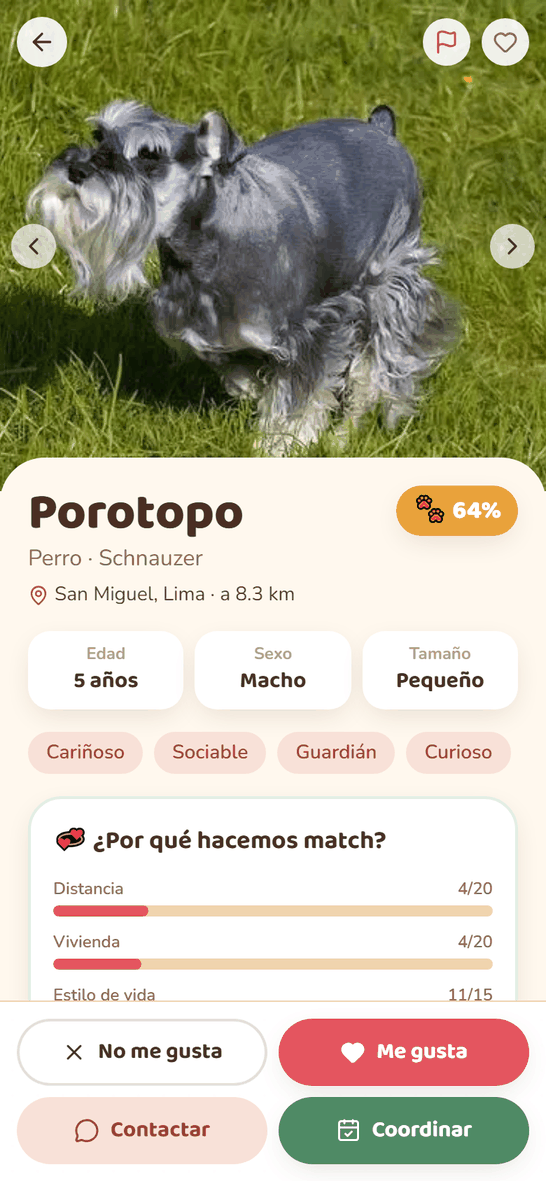 Porotopo
64%
Perro · Schnauzer
San Miguel, Lima · a 8.3 km
Edad
5 años
Sexo
Macho
Tamaño
Pequeño
Cariñoso
Sociable
Guardián
Curioso
¿Por qué hacemos match?
Distancia 4/20
Vivienda 4/20
Estilo de vida 11/15
No me gusta
Me gusta
Contactar
Coordinar